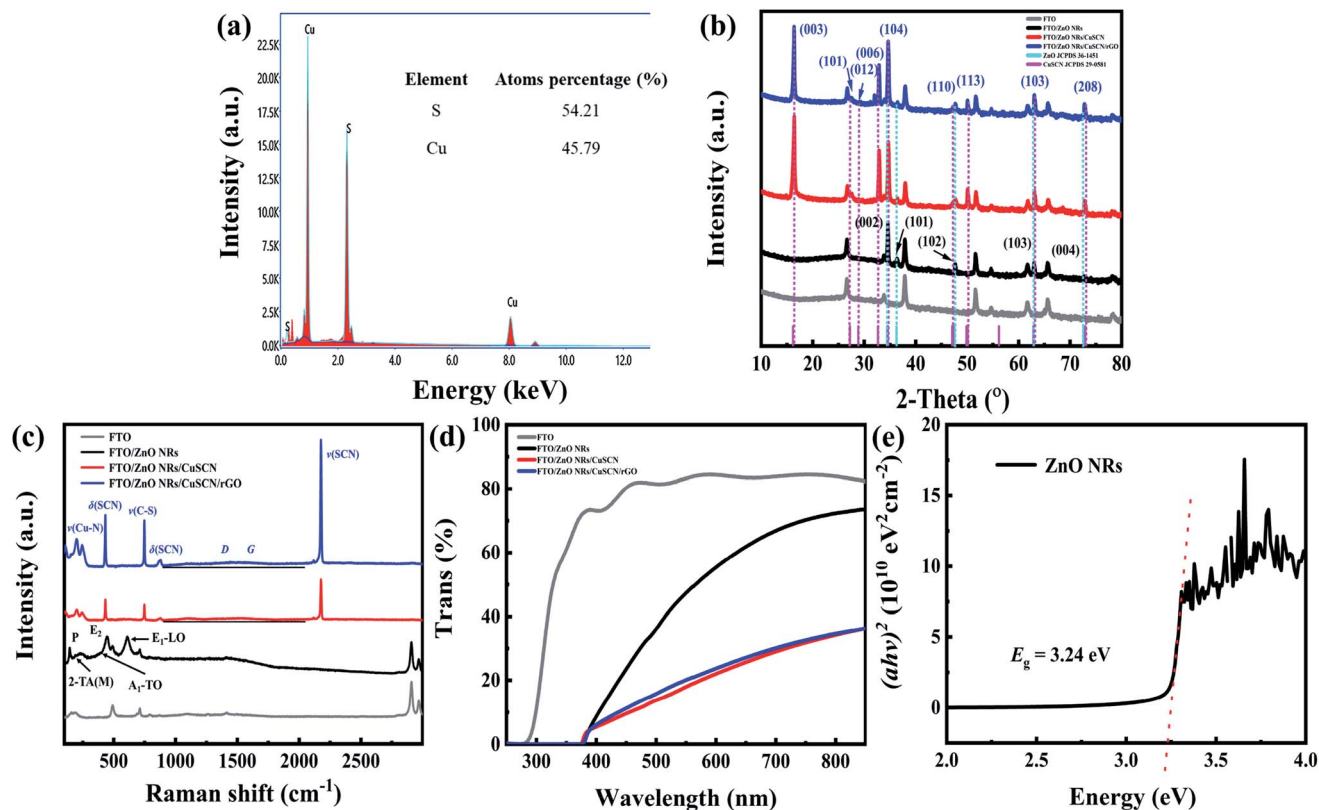 (a)
Intensity (a.u.)
22.5K
20.0K
17.5K
15.0K
12.5K
10.0K
7.5K
5.0K
2.5K
0.0K
Cu
S
S
Cu
Element Atoms percentage (%)
S 54.21
Cu 45.79
0.0 2.0 4.0 6.0 8.0 10.0 12.0
Energy (keV)
(b)
Intensity (a.u.)
FTO
FTO/ZnO NRs
FTO/ZnO NRs/CuSCN
FTO/ZnO NRs/CuSCN/rGO
ZnO JCPDS 36-1451
CuSCN JCPDS 29-0581
(003) (101) (012) (006) (104) (110) (113) (103) (208)
(002) (101) (102) (103) (004)
10 20 30 40 50 60 70 80
2-Theta (°)
(c)
Intensity (a.u.)
FTO
FTO/ZnO NRs
FTO/ZnO NRs/CuSCN
FTO/ZnO NRs/CuSCN/rGO
ν(SCN)
δ(SCN)
ν(C-S)
ν(Cu-N)
δ(SCN) D G
P E₂ E₁-LO
2-TA(M) A₁-TO
500 1000 1500 2000 2500
Raman shift (cm⁻¹)
(d)
Trans (%)
100
80
60
40
20
0
FTO
FTO/ZnO NRs
FTO/ZnO NRs/CuSCN
FTO/ZnO NRs/CuSCN/rGO
300 400 500 600 700 800
Wavelength (nm)
(e)
(ahv)² (10¹⁰ eV²cm⁻²)
20
15
10
5
0
ZnO NRs
Eg = 3.24 eV
2.0 2.5 3.0 3.5 4.0
Energy (eV)